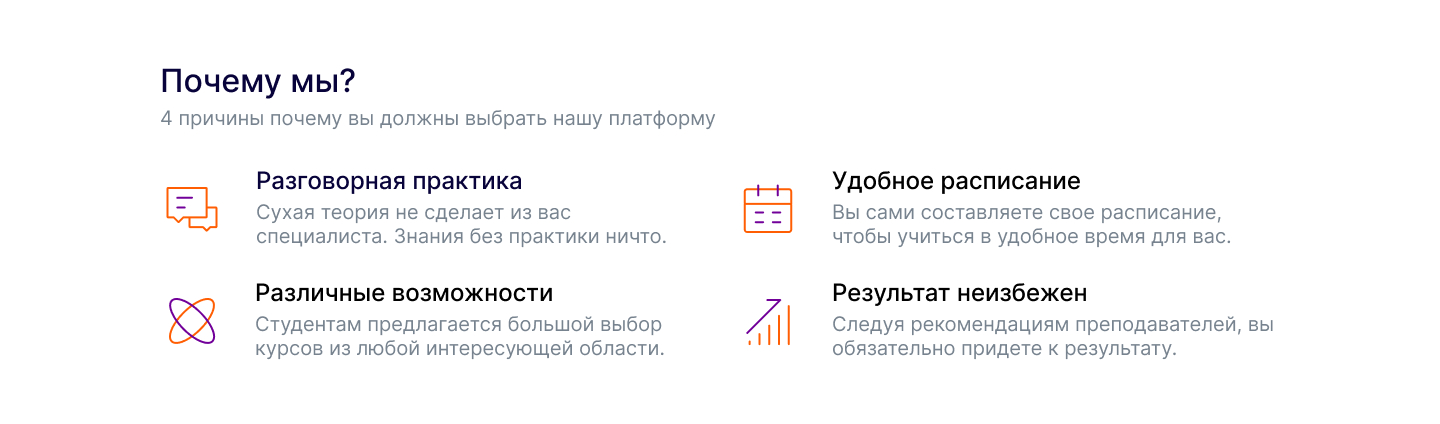 Почему мы?
4 причины почему вы должны выбрать нашу платформу
Разговорная практика
Сухая теория не сделает из вас
специалиста. Знания без практики ничто.
Удобное расписание
Вы сами составляете свое расписание,
чтобы учиться в удобное время для вас.
Различные возможности
Студентам предлагается большой выбор
курсов из любой интересующей области.
Результат неизбежен
Следуя рекомендациям преподавателей, вы
обязательно придете к результату.